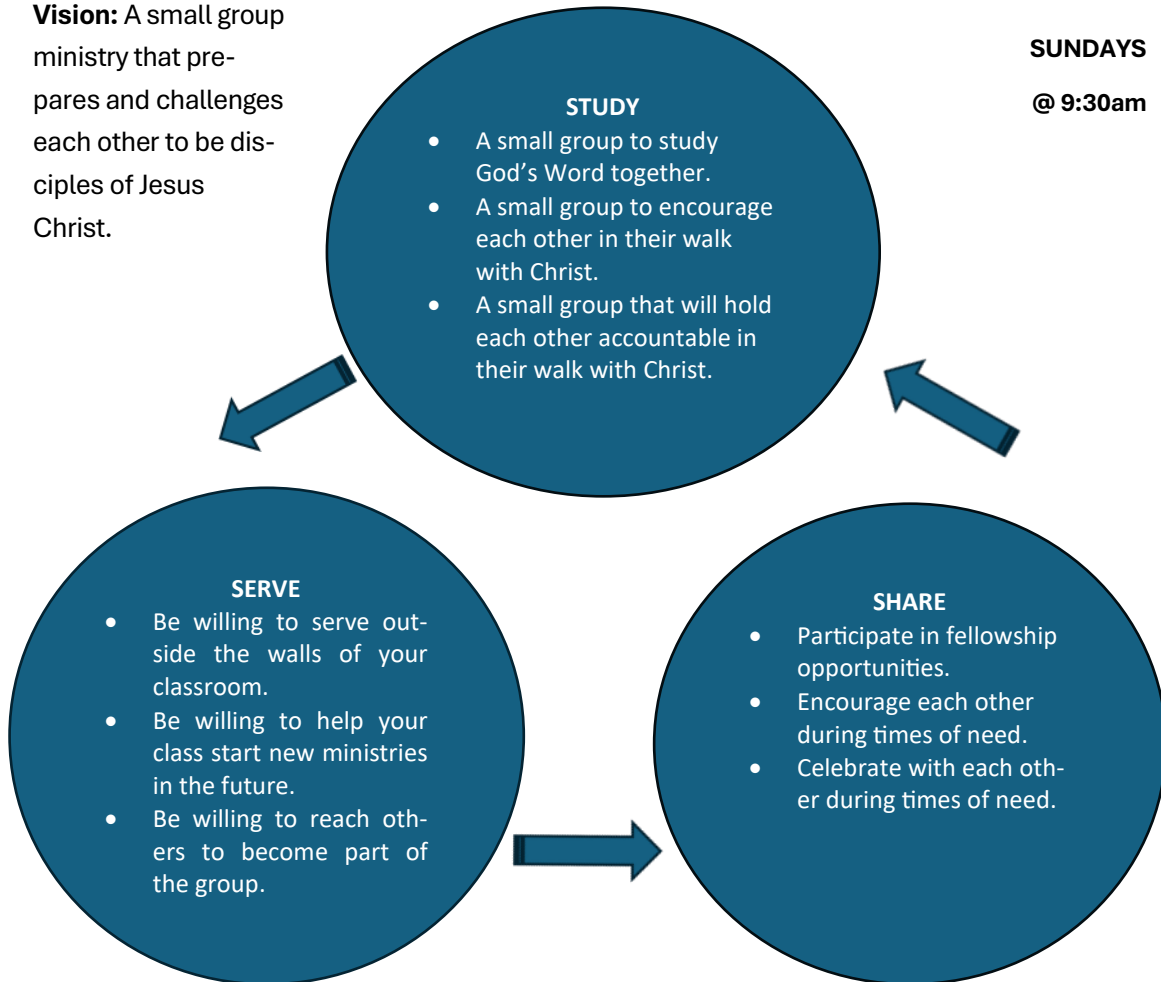 Vision: A small group
ministry that pre-
pares and challenges
each other to be dis-
ciples of Jesus
Christ.
SUNDAYS
@ 9:30am
STUDY
• A small group to study
God’s Word together.
• A small group to encourage
each other in their walk
with Christ.
• A small group that will hold
each other accountable in
their walk with Christ.
SERVE
• Be willing to serve out-
side the walls of your
classroom.
• Be willing to help your
class start new ministries
in the future.
• Be willing to reach oth-
ers to become part of
the group.
SHARE
• Participate in fellowship
opportunities.
• Encourage each other
during times of need.
• Celebrate with each oth-
er during times of need.